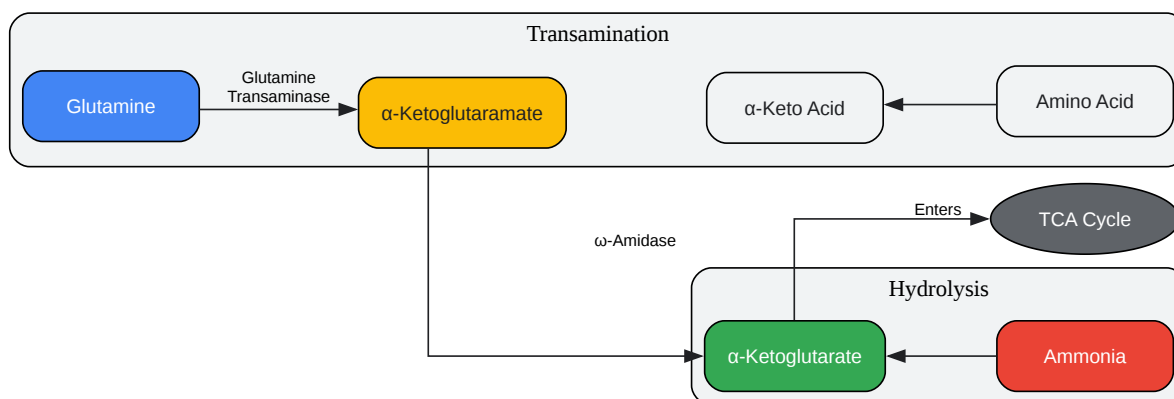 Transamination
Glutamine
Glutamine
Transaminase
α-Ketoglutaramate
α-Keto Acid
Amino Acid
Enters
TCA Cycle
ω-Amidase
Hydrolysis
α-Ketoglutarate
Ammonia